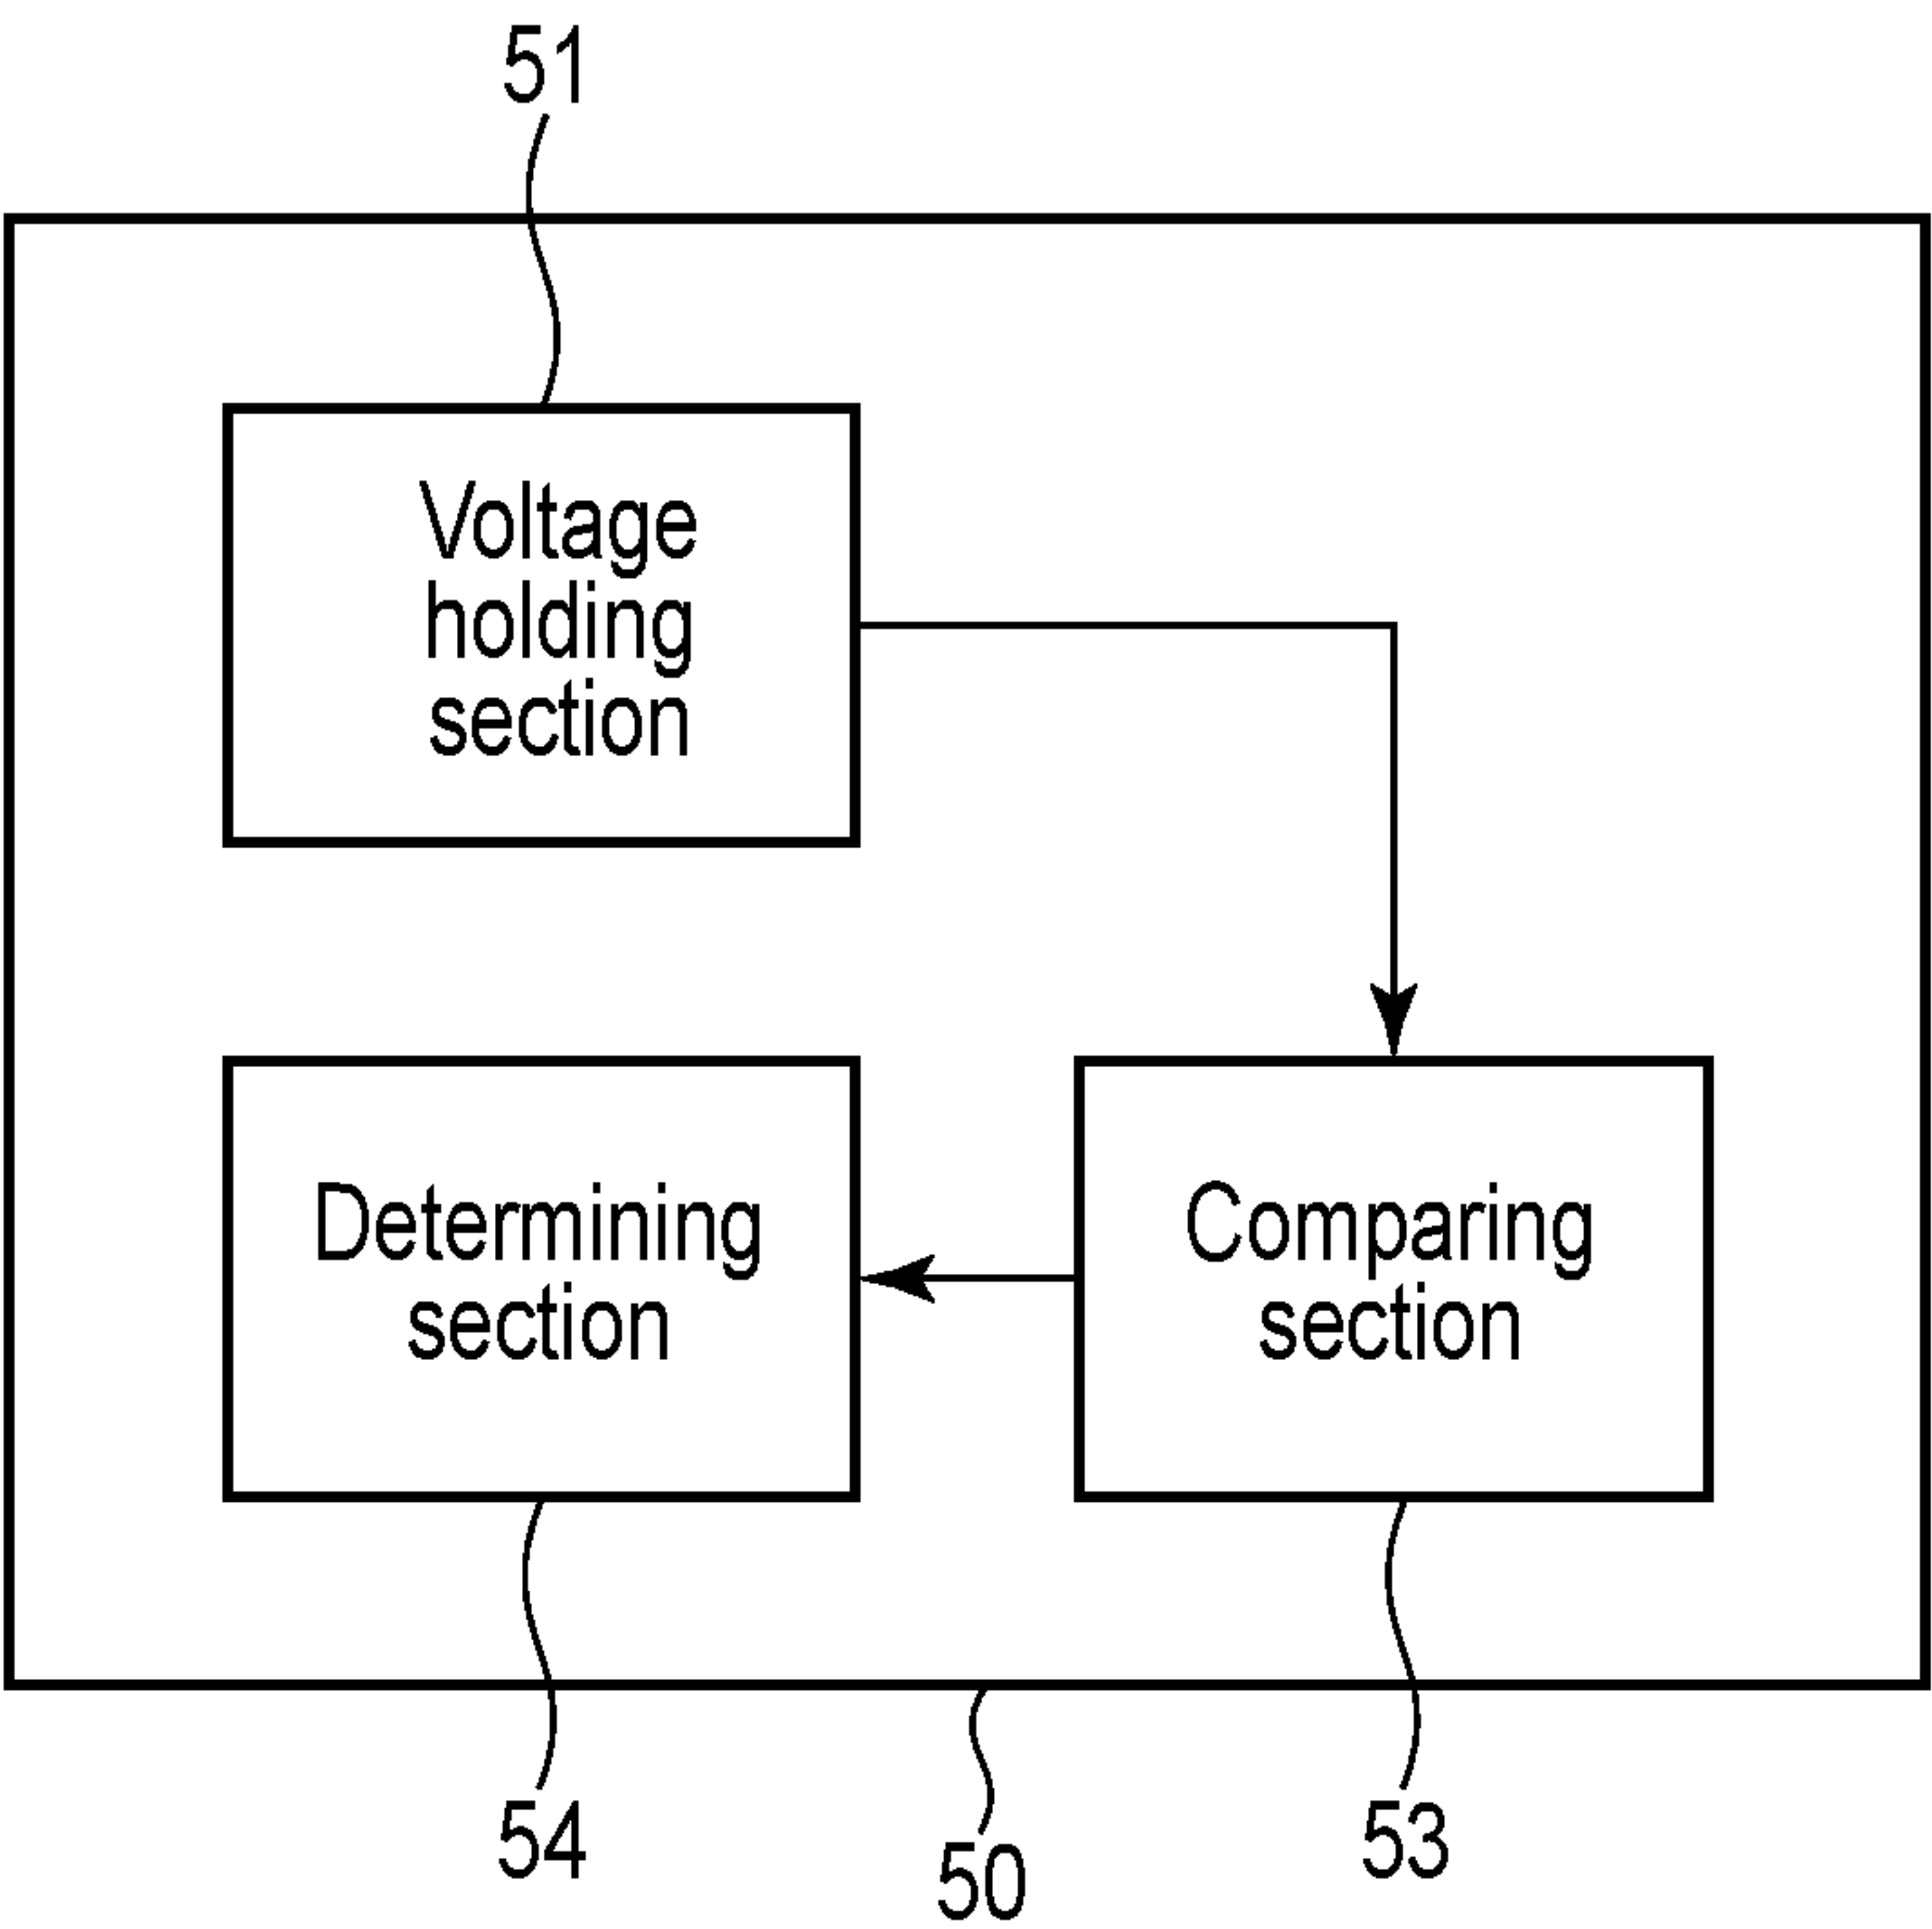 51
Voltage
holding
section
Determining
section
Comparing
section
54
50
53